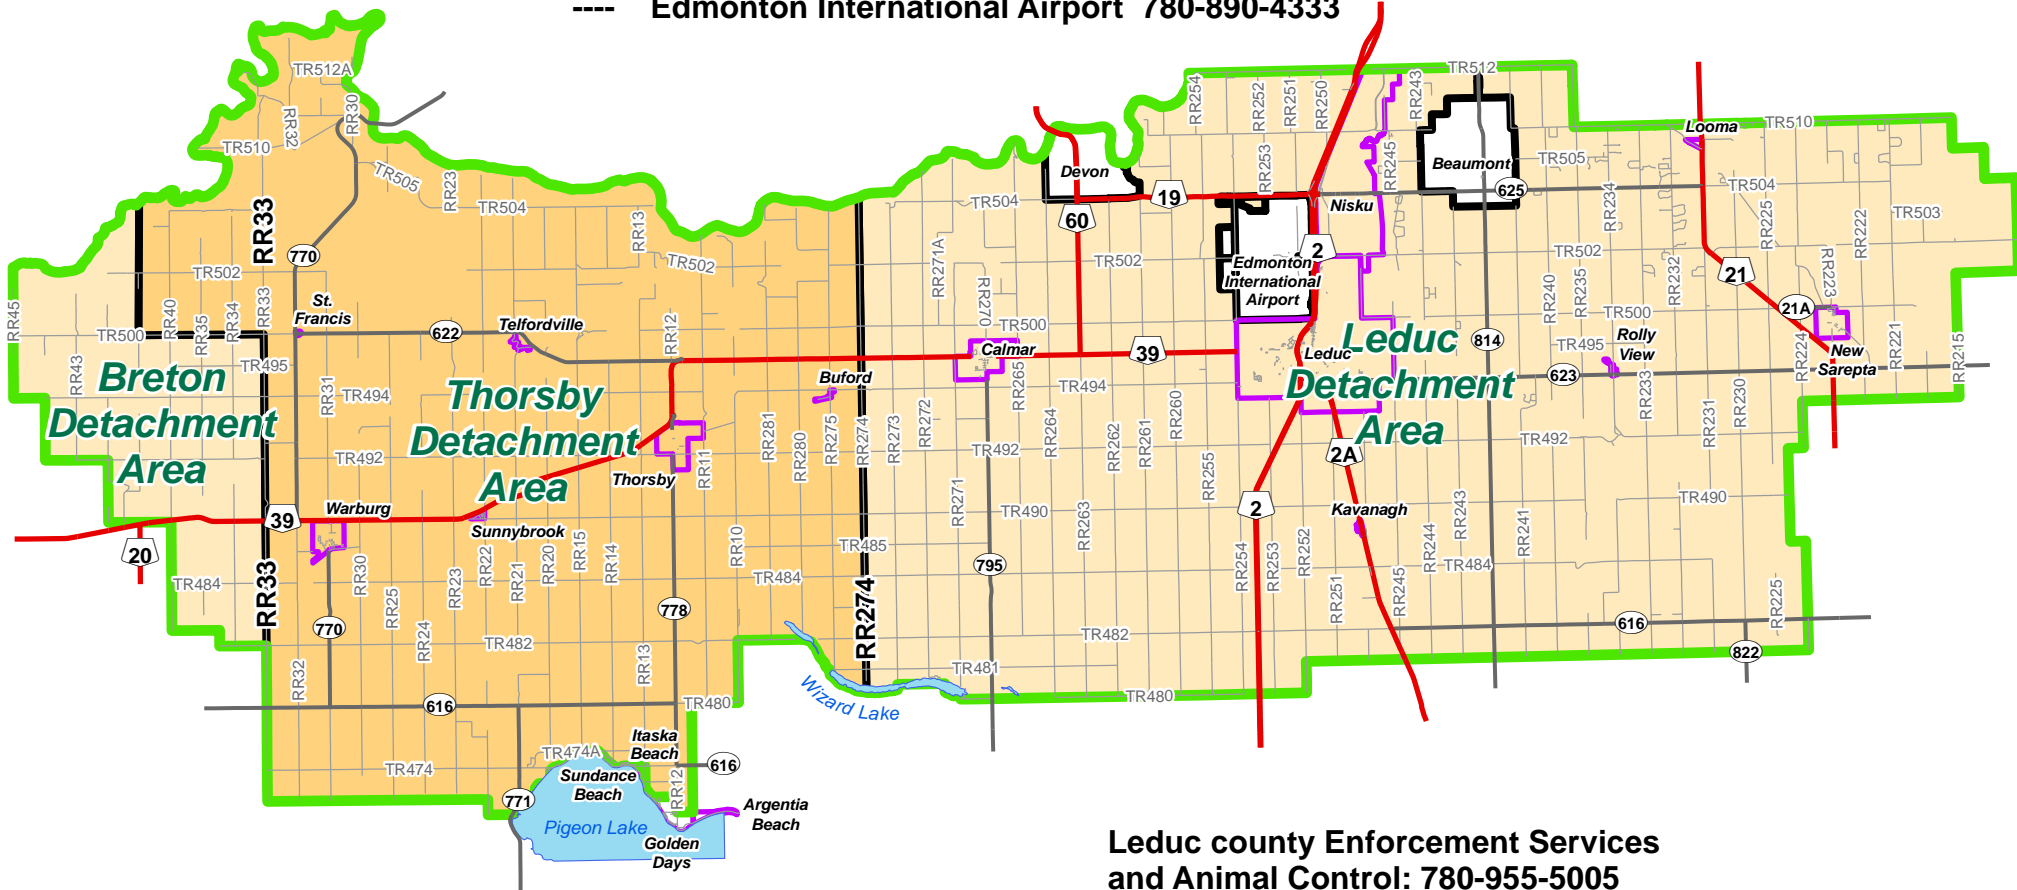 ---- Edmonton International Airport 780-890-4333
TR512A
TR512
RR30
RR32
RR254
RR252
RR251
RR250
RR243
TR510
Looma
TR510
TR505
RR23
TR504
RR13
Devon
RR253
RR245
Beaumont
TR505
625
RR234
TR504
RR225
RR222
TR503
RR33
770
TR502
TR502
RR271A
TR504
60
19
Nisku
2
TR502
Edmonton
International
Airport
TR502
RR240
RR235
RR232
21
RR223
21A
RR45
St.
Francis
RR40
RR35
RR34
RR33
TR500
622
Telfordville
RR12
RR270
TR500
Calmar
39
Leduc
814
TR500
TR495
Rolly
View
RR224
New
Sarepta
RR221
RR215
RR43
TR495
Breton
Detachment
Area
RR31
TR494
Thorsby
Detachment
Area
Buford
RR265
TR494
Leduc
Detachment
Area
623
RR233
RR231
RR230
TR492
Thorsby
RR11
RR281
RR280
RR275
RR274
RR273
RR272
TR492
RR264
RR262
RR261
RR260
RR255
2A
TR492
TR490
39
Warburg
Sunnybrook
RR271
TR490
RR263
2
Kavanagh
RR243
RR241
20
TR484
RR33
RR30
RR25
RR24
RR23
RR22
RR21
RR20
RR15
RR14
RR10
TR485
TR484
795
RR254
RR253
RR252
RR251
RR245
RR244
TR484
RR225
770
TR482
778
RR274
TR482
616
822
RR32
RR13
TR481
616
TR480
Wizard Lake
TR480
TR474A
Itaska
Beach
616
TR474
Sundance
Beach
RR12
771
Pigeon Lake
Golden
Days
Argentia
Beach
Leduc county Enforcement Services
and Animal Control: 780-955-5005